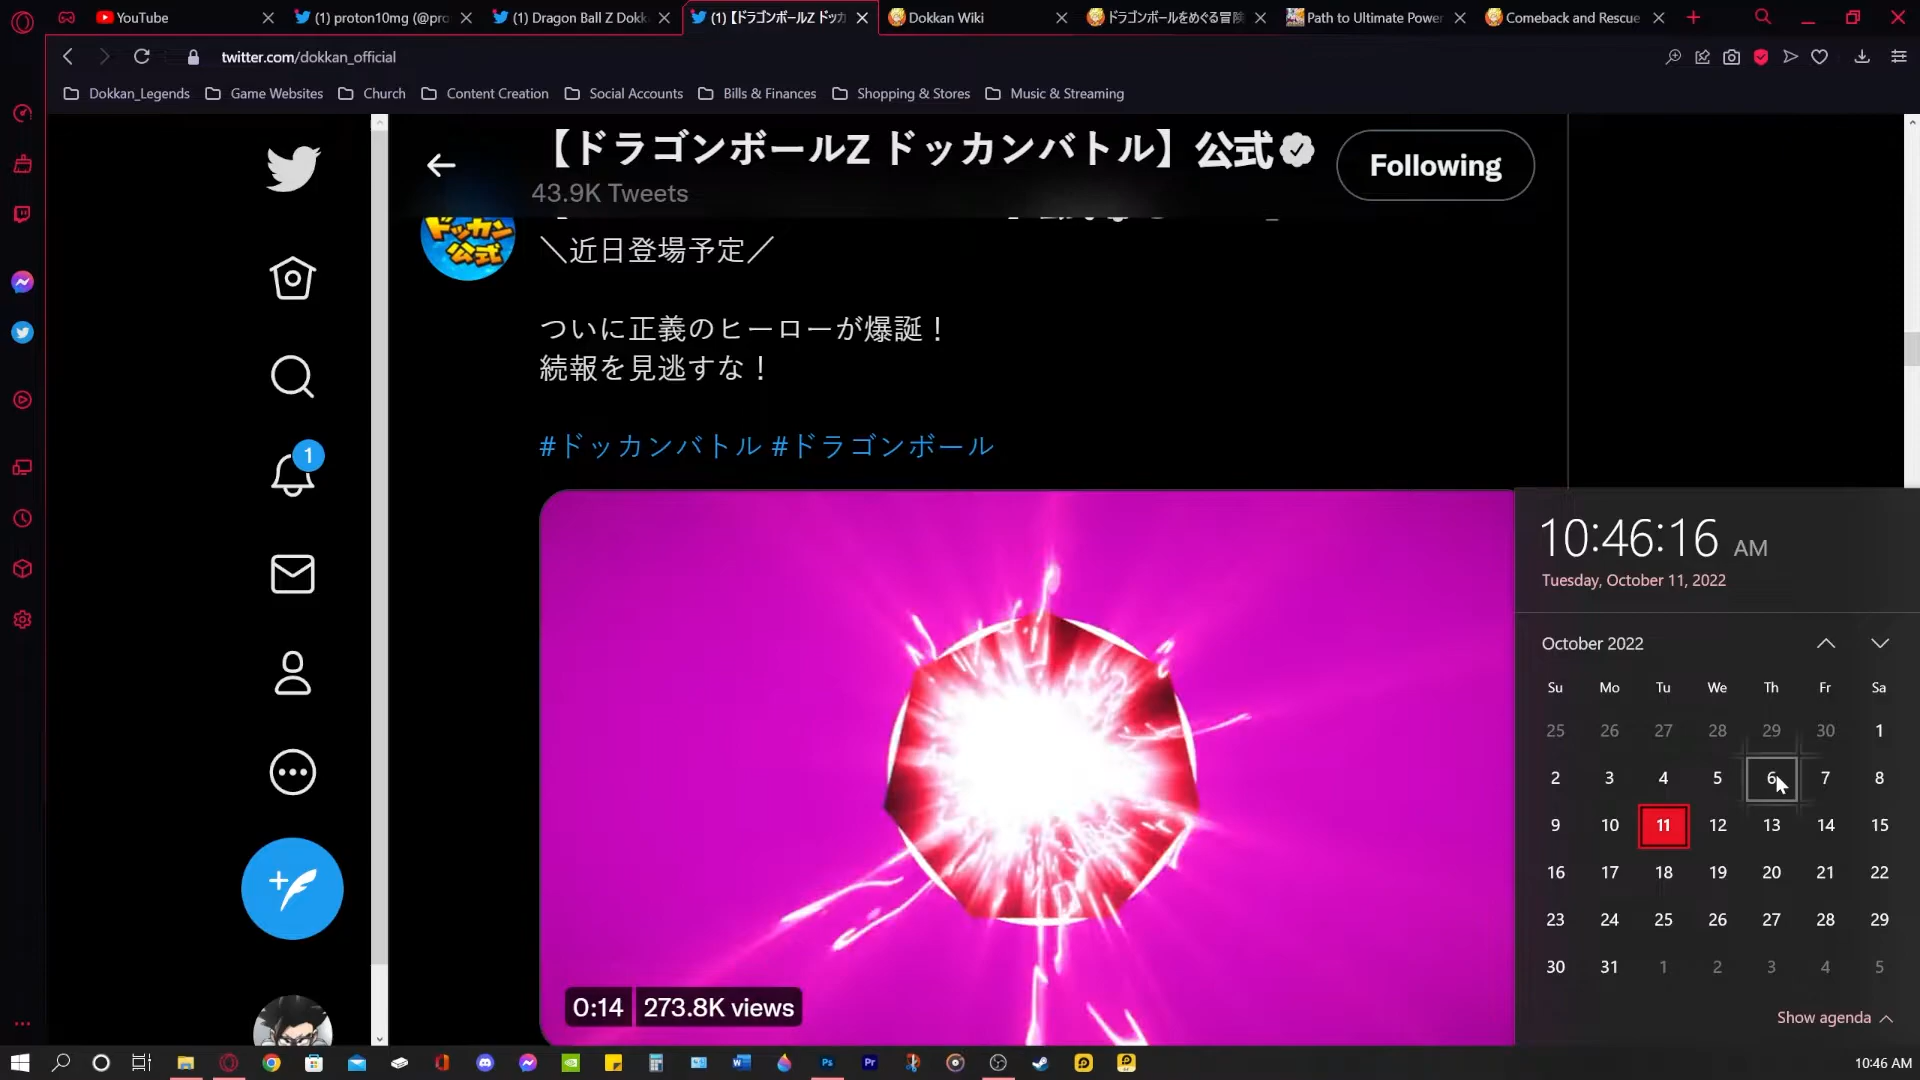 YouTube
(1) proton10mg (@pro
(1) Dragon Ball Z Dokk
(1)【ドラゴンボールZ ドッカ
Dokkan Wiki
ドラゴンボールをめぐる冒険
Path to Ultimate Power
Comeback and Rescue
twitter.com/dokkan_official
Dokkan_Legends
Game Websites
Church
Content Creation
Social Accounts
Bills & Finances
Shopping & Stores
Music & Streaming
【ドラゴンボールZ ドッカンバトル】公式
43.9K Tweets
Following
ドッカン
公式
＼近日登場予定／
ついに正義のヒーローが爆誕！
続報を見逃すな！
#ドッカンバトル #ドラゴンボール
1
0:14 273.8K views
10:46:16 AM
Tuesday, October 11, 2022
October 2022
Su Mo Tu We Th Fr Sa
25 26 27 28 29 30 1
2 3 4 5 6 7 8
9 10 11 12 13 14 15
16 17 18 19 20 21 22
23 24 25 26 27 28 29
30 31 1 2 3 4 5
Show agenda
Ps
Pr
10:46 AM